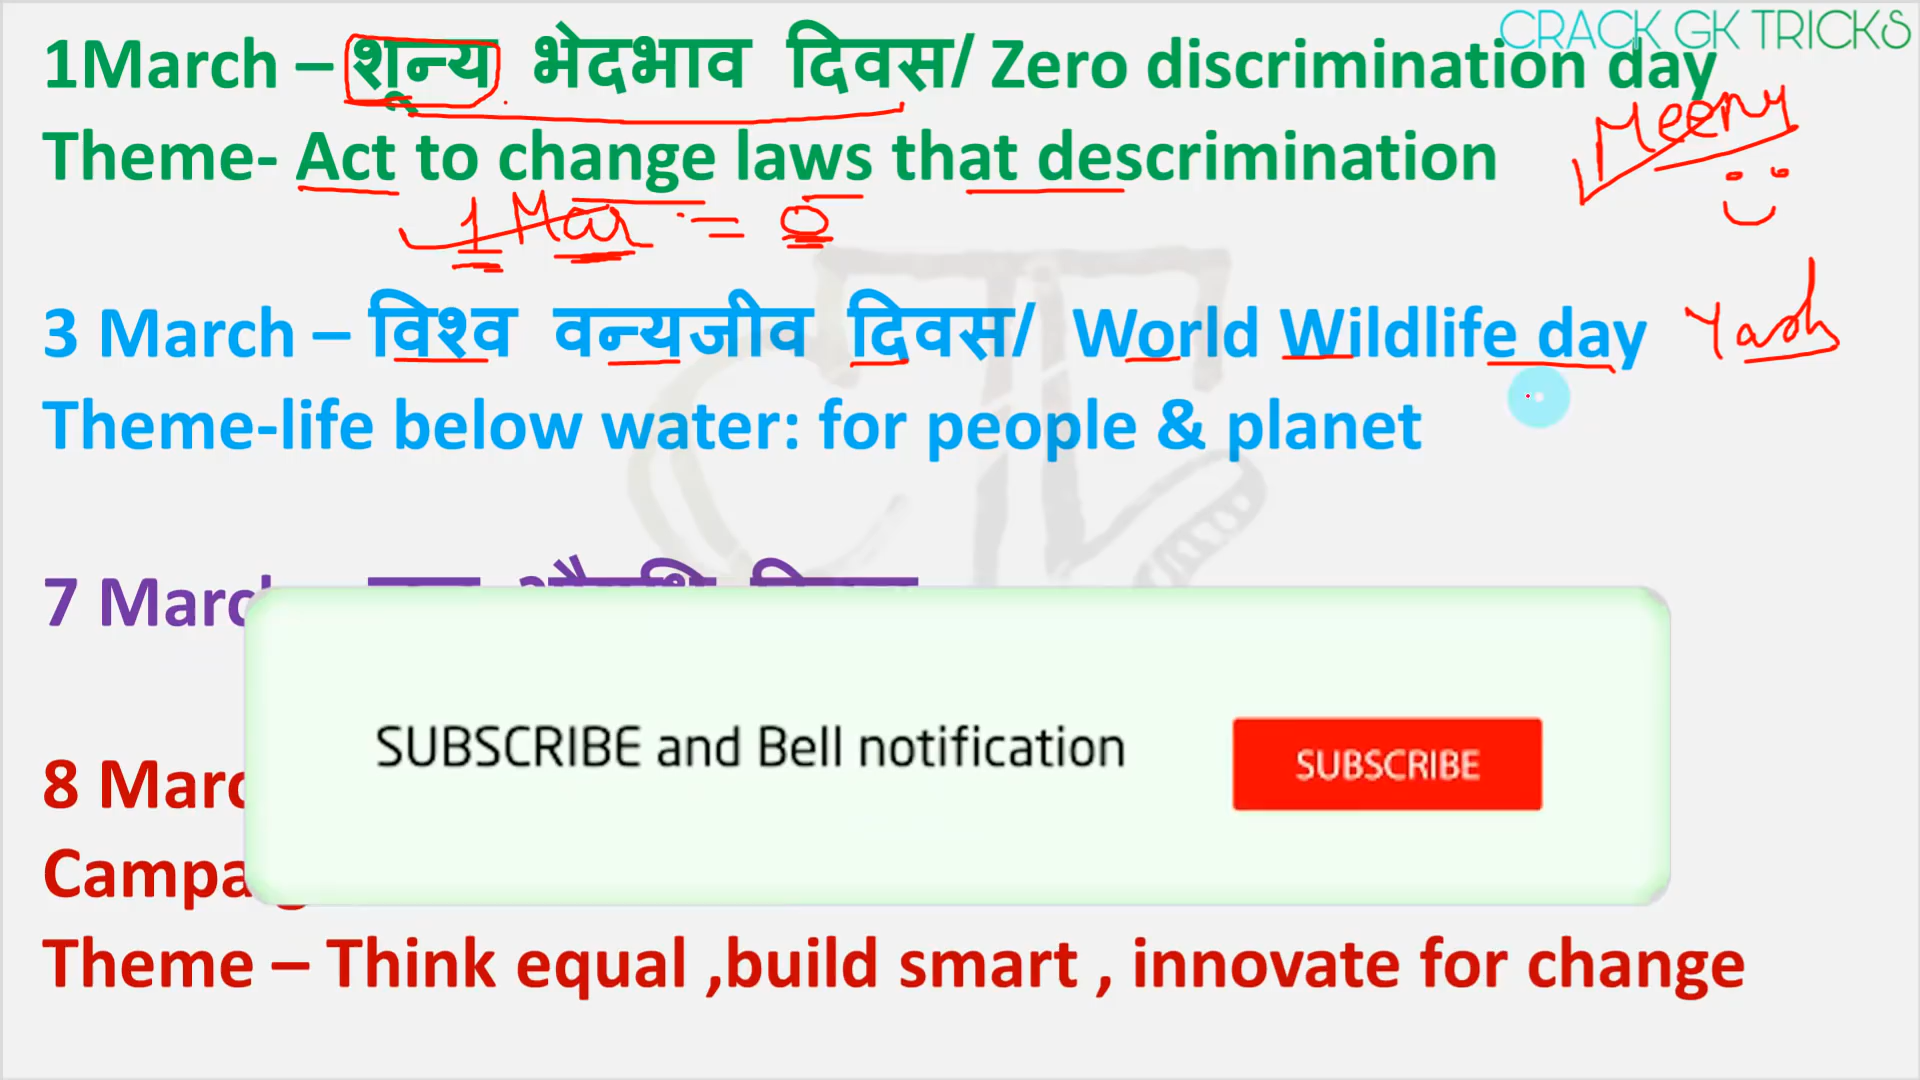 CRACK GK TRICKS
1March – शून्य भेदभाव दिवस/ Zero discrimination day
Theme- Act to change laws that descrimination
1 Mar = 0
3 March – विश्व वन्यजीव दिवस/ World Wildlife day
Yash
Theme-life below water: for people & planet
7 March
SUBSCRIBE and Bell notification
SUBSCRIBE
8 Marc
Campa
Theme – Think equal ,build smart , innovate for change